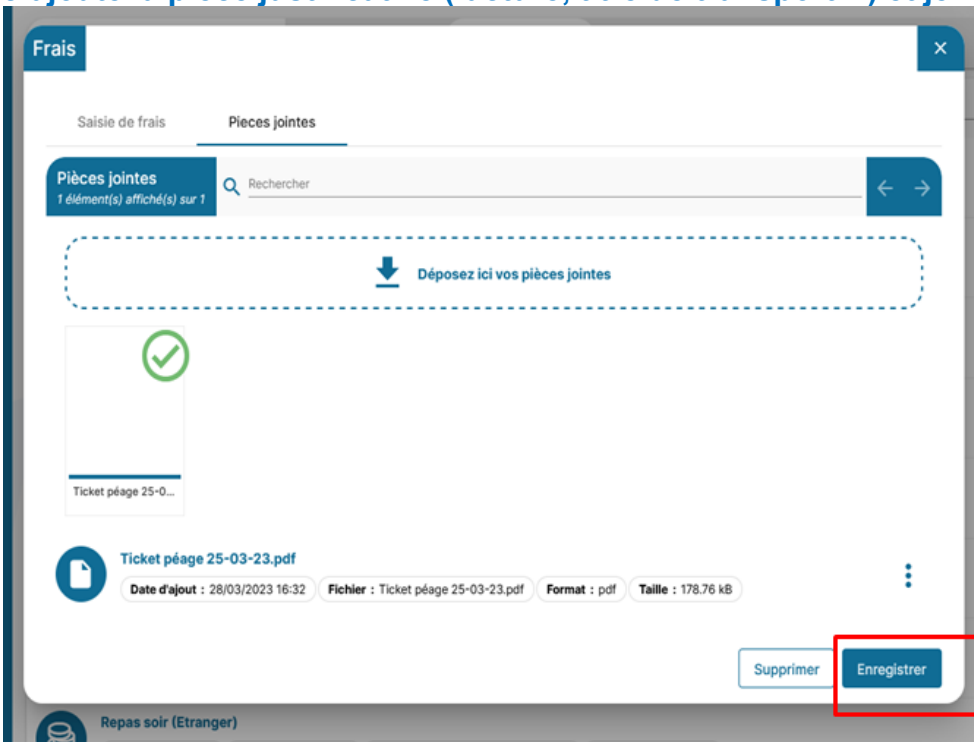 Frais
Saisie de frais Pieces jointes
Pièces jointes
1 élément(s) affiché(s) sur 1
Rechercher
Déposez ici vos pièces jointes
Ticket péage 25-0...
Ticket péage 25-03-23.pdf
Date d'ajout : 28/03/2023 16:32 Fichier : Ticket péage 25-03-23.pdf Format : pdf Taille : 178.76 kB
Supprimer Enregistrer
Repas soir (Etranger)